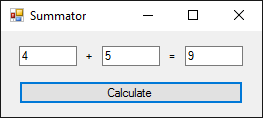 Summator
4 + 5 = 9
Calculate